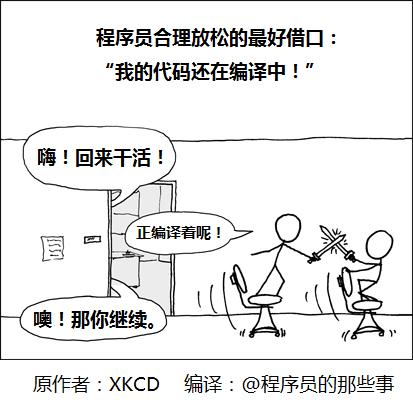 程序员合理放松的最好借口：
“我的代码还在编译中！”
嗨！回来干活！
正编译着呢！
噢！那你继续。
原作者：XKCD 编译：@程序员的那些事